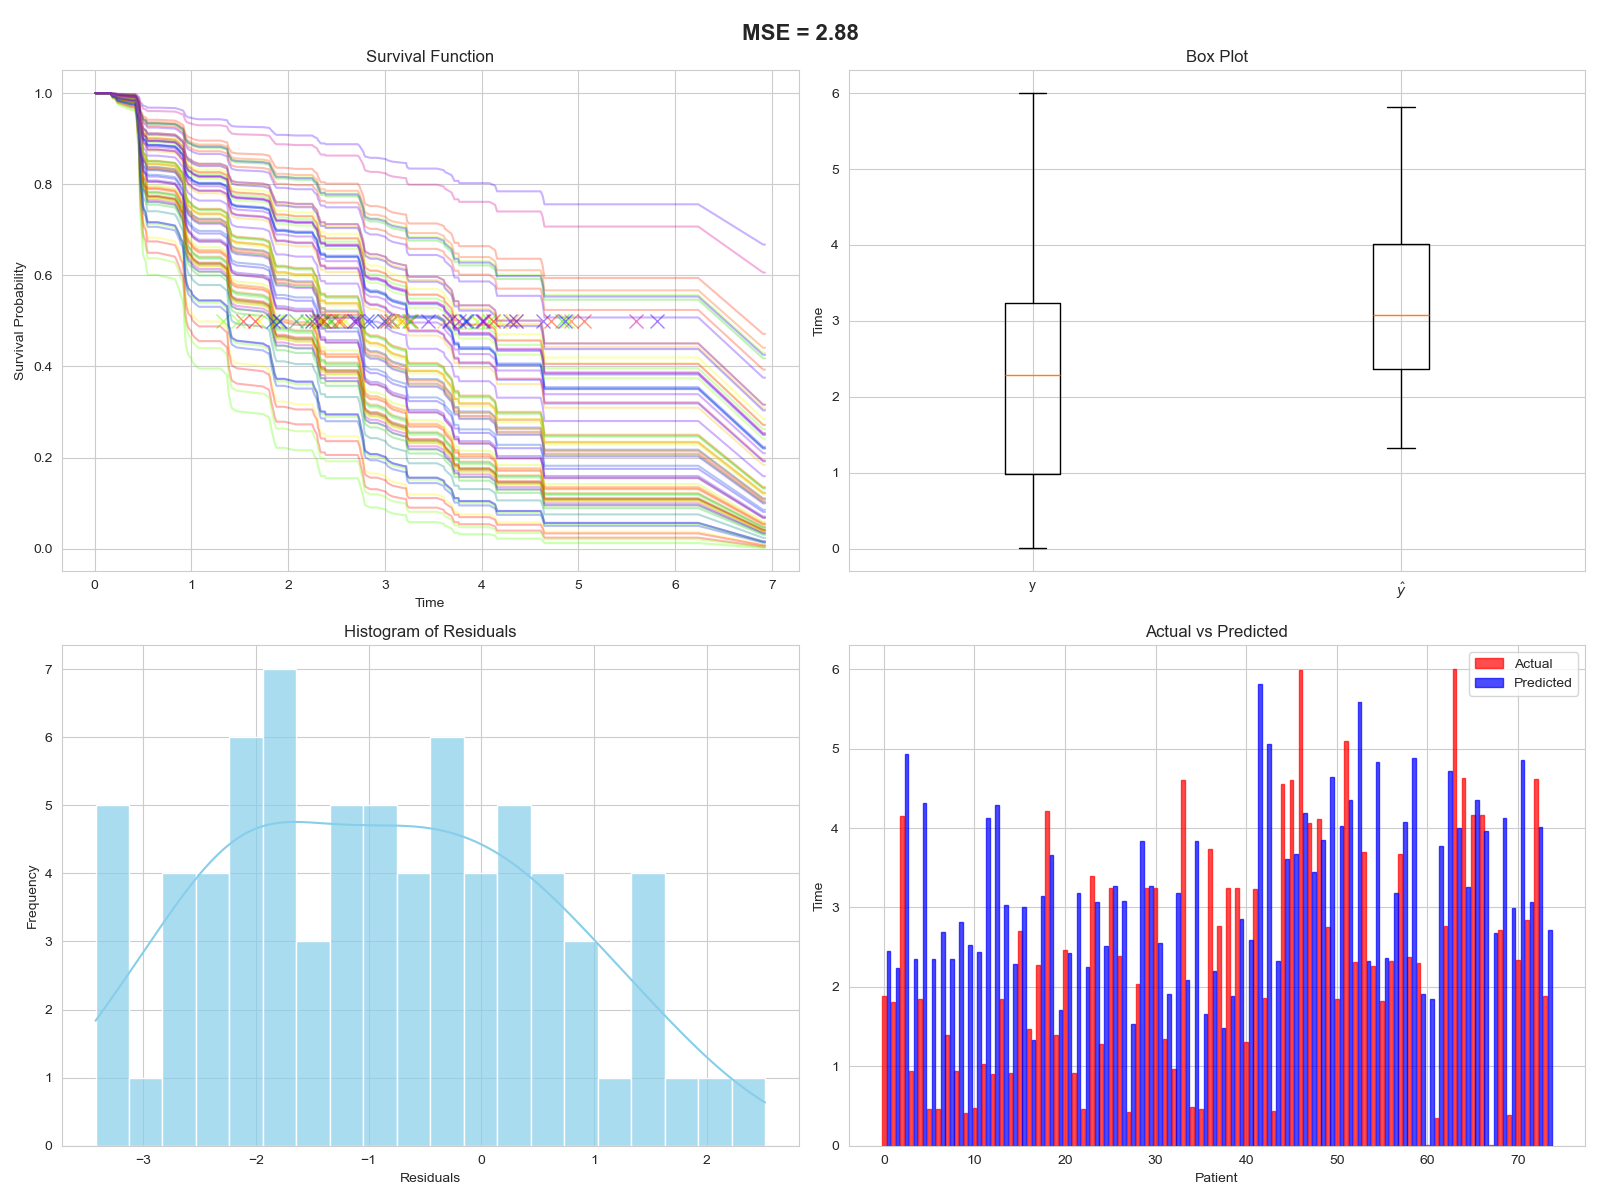 MSE = 2.88
Survival Function
1.0
0.8
0.6
0.4
0.2
0.0
Survival Probability
0 1 2 3 4 5 6 7
Time
Box Plot
6
5
4
3
2
1
0
Time
y ŷ
Histogram of Residuals
7
6
5
4
3
2
1
0
Frequency
−3 −2 −1 0 1 2
Residuals
Actual vs Predicted
Actual
Predicted
6
5
4
3
2
1
0
Time
0 10 20 30 40 50 60 70
Patient